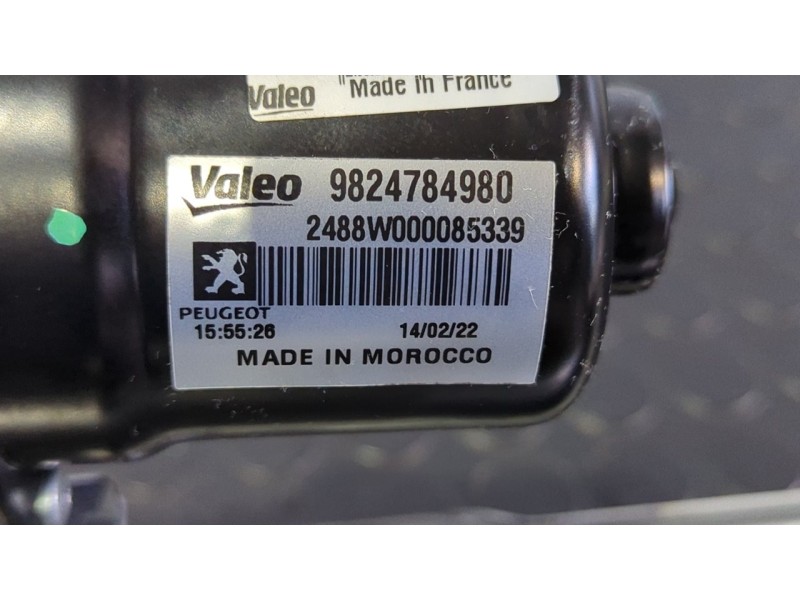 "Made in France
Valeo
Valeo 9824784980
2488W000085339
PEUGEOT
15:55:26 14/02/22
MADE IN MOROCCO